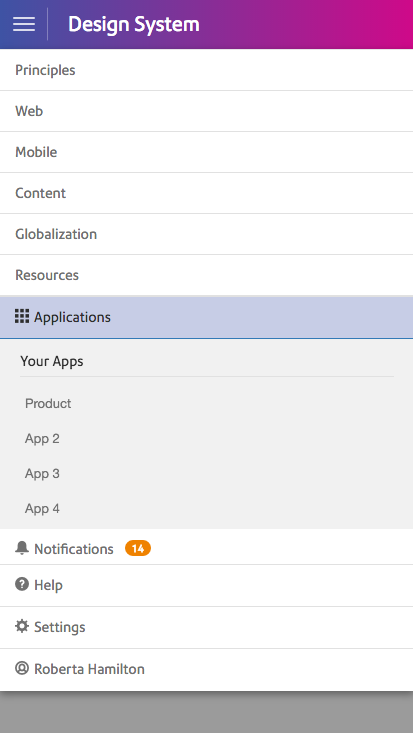 Design System
Principles
Web
Mobile
Content
Globalization
Resources
Applications
Your Apps
Product
App 2
App 3
App 4
Notifications 14
Help
Settings
Roberta Hamilton